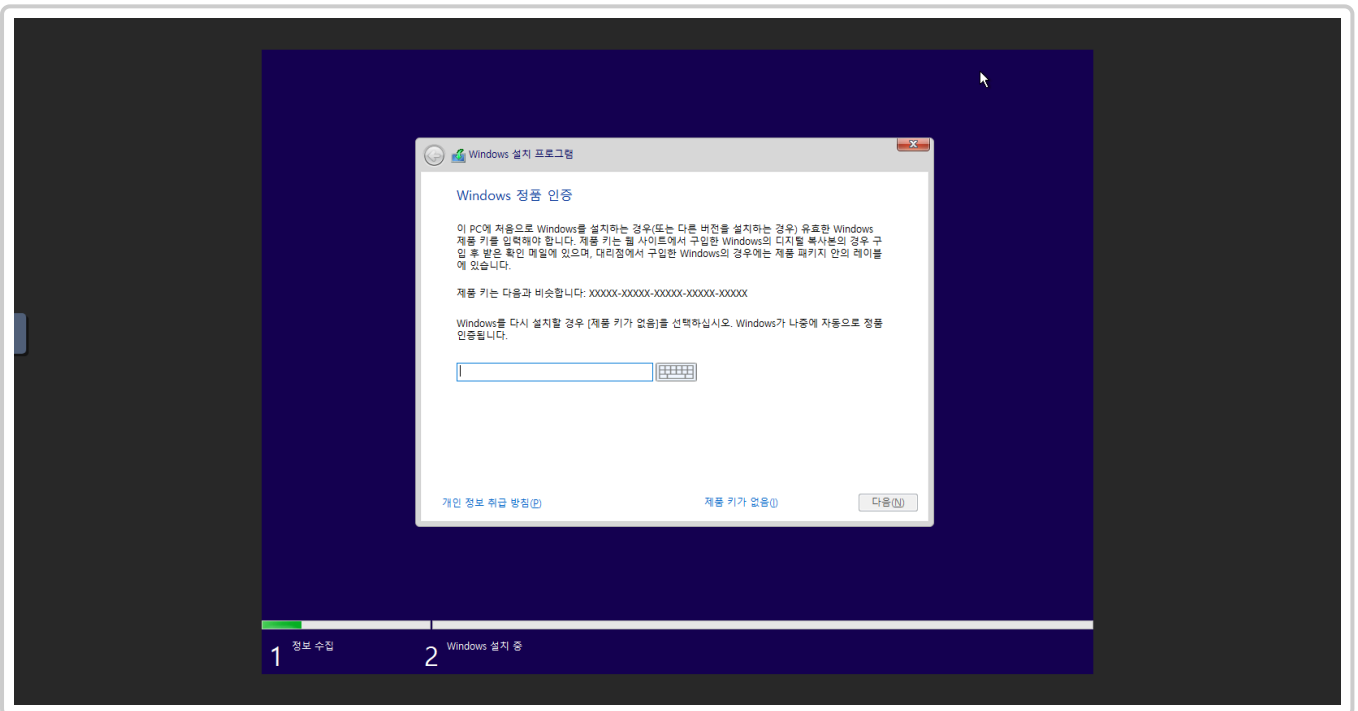 Windows 설치 프로그램
Windows 정품 인증
이 PC에 처음으로 Windows를 설치하는 경우(또는 다른 버전을 설치하는 경우) 유효한 Windows
제품 키를 입력해야 합니다. 제품 키는 웹 사이트에서 구입한 Windows의 디지털 복사본의 경우 구
입 후 받은 확인 메일에 있으며, 대리점에서 구입한 Windows의 경우에는 제품 패키지 안의 레이블
에 있습니다.
제품 키는 다음과 비슷합니다: XXXXX-XXXXX-XXXXX-XXXXX-XXXXX
Windows를 다시 설치할 경우 [제품 키가 없음]을 선택하십시오. Windows가 나중에 자동으로 정품
인증됩니다.
개인 정보 취급 방침(P)
제품 키가 없음(I)
다음(N)
1 정보 수집
2 Windows 설치 중